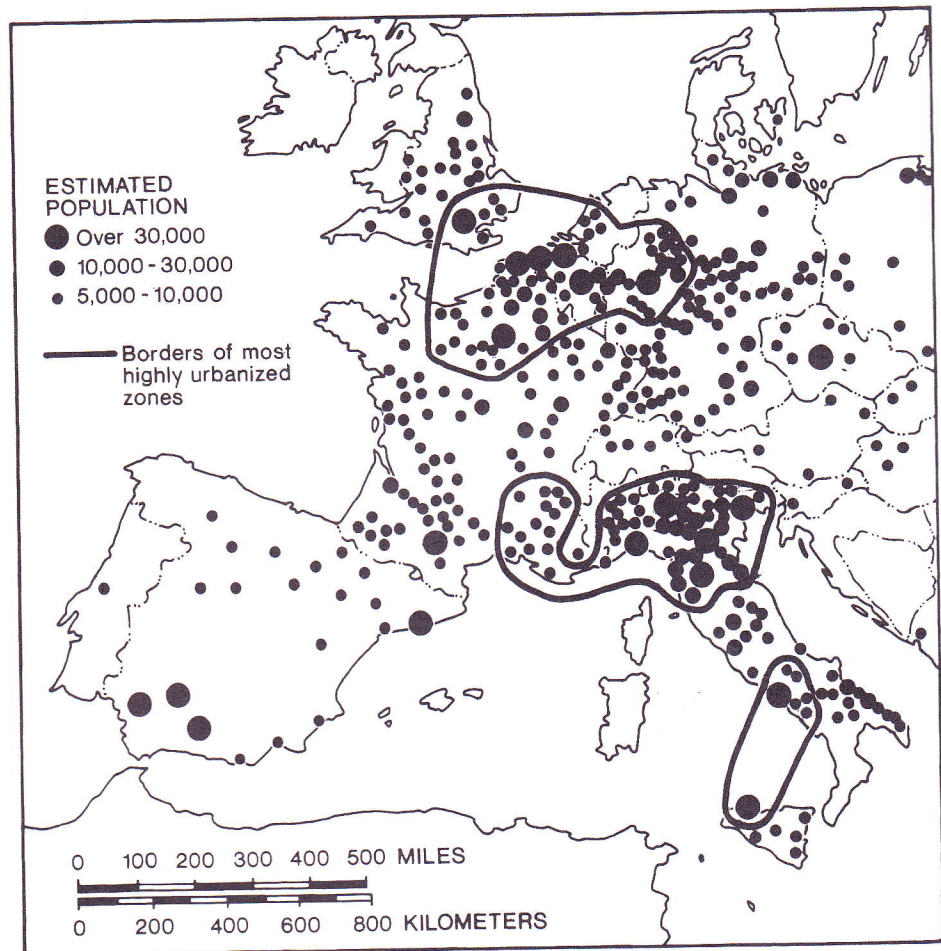 ESTIMATED
POPULATION
Over 30,000
10,000 - 30,000
5,000 - 10,000
Borders of most
highly urbanized
zones
0 100 200 300 400 500 MILES
0 200 400 600 800 KILOMETERS